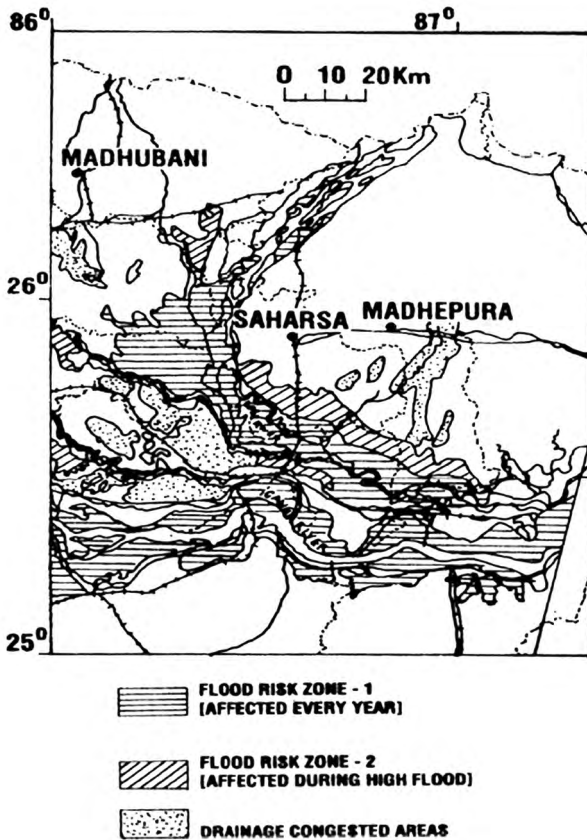 86° 87°
0 10 20Km
MADHUBANI
26°
SAHARSA MADHEPURA
25°
FLOOD RISK ZONE - 1
[AFFECTED EVERY YEAR]
FLOOD RISK ZONE - 2
[AFFECTED DURING HIGH FLOOD]
DRAINAGE CONGESTED AREAS